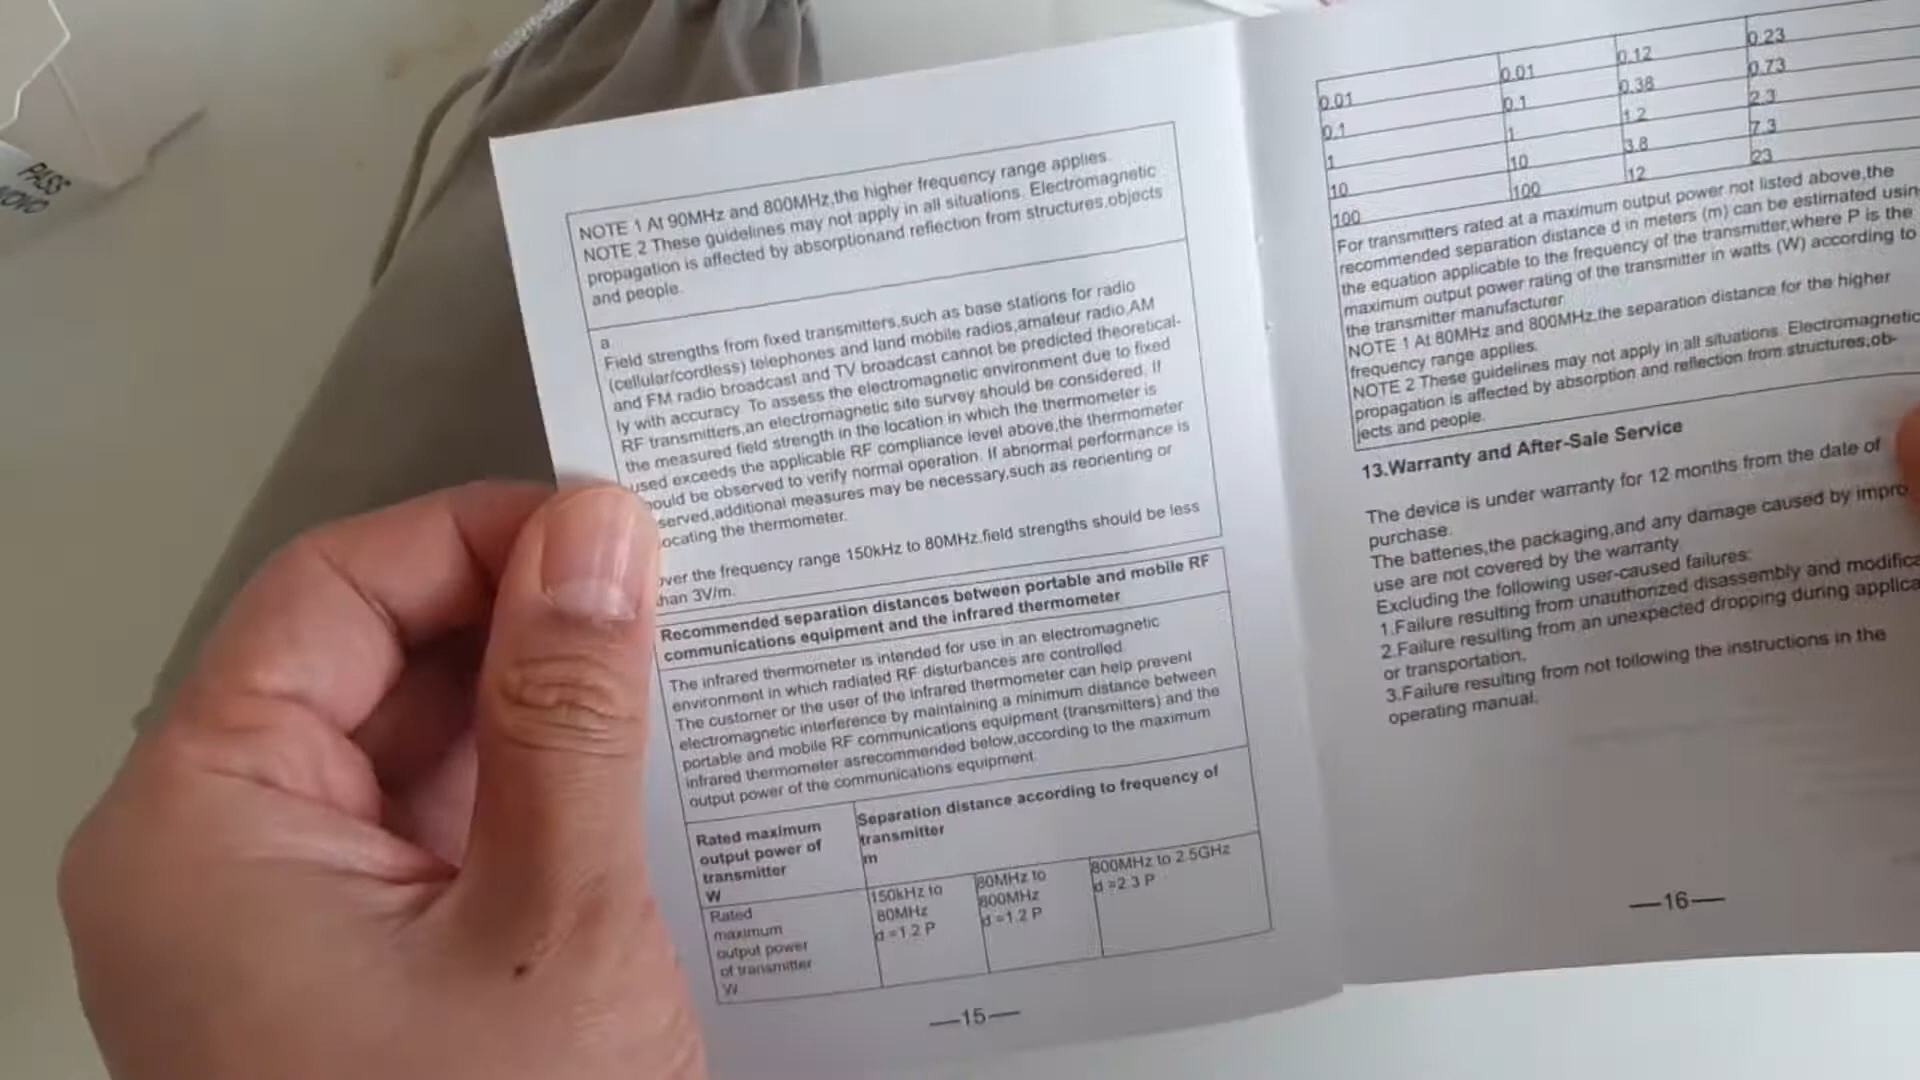 PASS
NOTE 1 At 90MHz and 800MHz,the higher frequency range applies.
NOTE 2 These guidelines may not apply in all situations. Electromagnetic
propagation is affected by absorptionand reflection from structures,objects
and people.
a
Field strengths from fixed transmitters,such as base stations for radio
(cellular/cordless) telephones and land mobile radios,amateur radio,AM
and FM radio broadcast and TV broadcast cannot be predicted theoretical-
ly with accuracy. To assess the electromagnetic environment due to fixed
RF transmitters,an electromagnetic site survey should be considered. If
the measured field strength in the location in which the thermometer is
used exceeds the applicable RF compliance level above,the thermometer
ould be observed to verify normal operation. If abnormal performance is
served,additional measures may be necessary,such as reorienting or
ocating the thermometer.
ver the frequency range 150kHz to 80MHz,field strengths should be less
han 3V/m.
Recommended separation distances between portable and mobile RF
communications equipment and the infrared thermometer
The infrared thermometer is intended for use in an electromagnetic
environment in which radiated RF disturbances are controlled.
The customer or the user of the infrared thermometer can help prevent
electromagnetic interference by maintaining a minimum distance between
portable and mobile RF communications equipment (transmitters) and the
infrared thermometer asrecommended below,according to the maximum
output power of the communications equipment.
Rated maximum
output power of
transmitter
W
Separation distance according to frequency of
transmitter
m
Rated
maximum
output power
of transmitter
W
150kHz to
80MHz
d =1.2 P
80MHz to
800MHz
d =1.2 P
800MHz to 2.5GHz
d =2.3 P
—15—
0.01 0.01 0.12 0.23
0.1 0.1 0.38 0.73
1 1 1.2 2.3
10 10 3.8 7.3
100 100 12 23
For transmitters rated at a maximum output power not listed above,the
recommended separation distance d in meters (m) can be estimated usin
the equation applicable to the frequency of the transmitter,where P is the
maximum output power rating of the transmitter in watts (W) according to
the transmitter manufacturer.
NOTE 1 At 80MHz and 800MHz,the separation distance for the higher
frequency range applies.
NOTE 2 These guidelines may not apply in all situations. Electromagnetic
propagation is affected by absorption and reflection from structures,ob-
jects and people.
13.Warranty and After-Sale Service
The device is under warranty for 12 months from the date of
purchase.
The batteries,the packaging,and any damage caused by impro
use are not covered by the warranty.
Excluding the following user-caused failures:
1.Failure resulting from unauthorized disassembly and modifica
2.Failure resulting from an unexpected dropping during applica
or transportation.
3.Failure resulting from not following the instructions in the
operating manual.
—16—